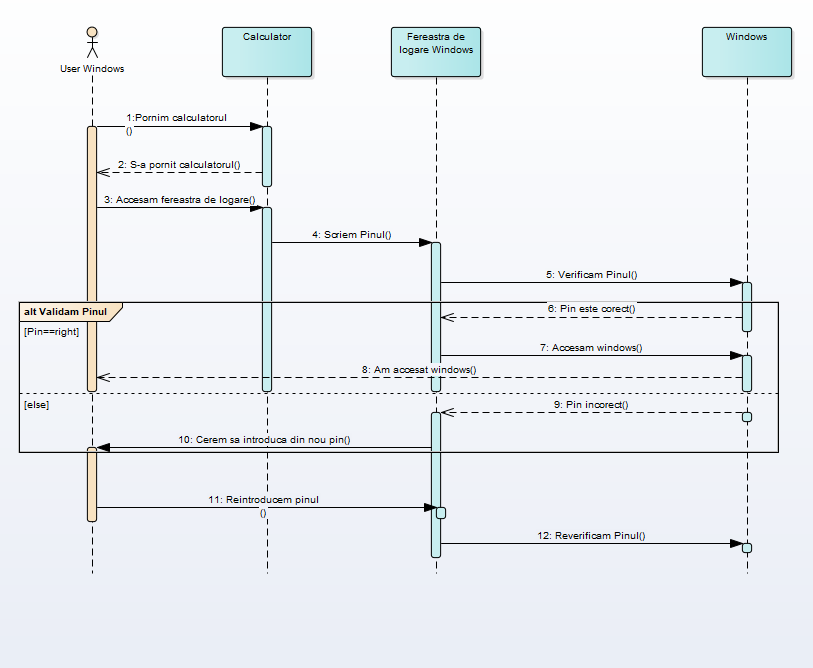 Calculator
Fereastra de
logare Windows
Windows
User Windows
1:Pornim calculatorul
()
2: S-a pornit calculatorul()
3: Accesam fereastra de logare()
4: Scriem Pinul()
5: Verificam Pinul()
alt Validam Pinul
6: Pin este corect()
[Pin==right]
7: Accesam windows()
8: Am accesat windows()
[else]
9: Pin incorect()
10: Cerem sa introduca din nou pin()
11: Reintroducem pinul
()
12: Reverificam Pinul()